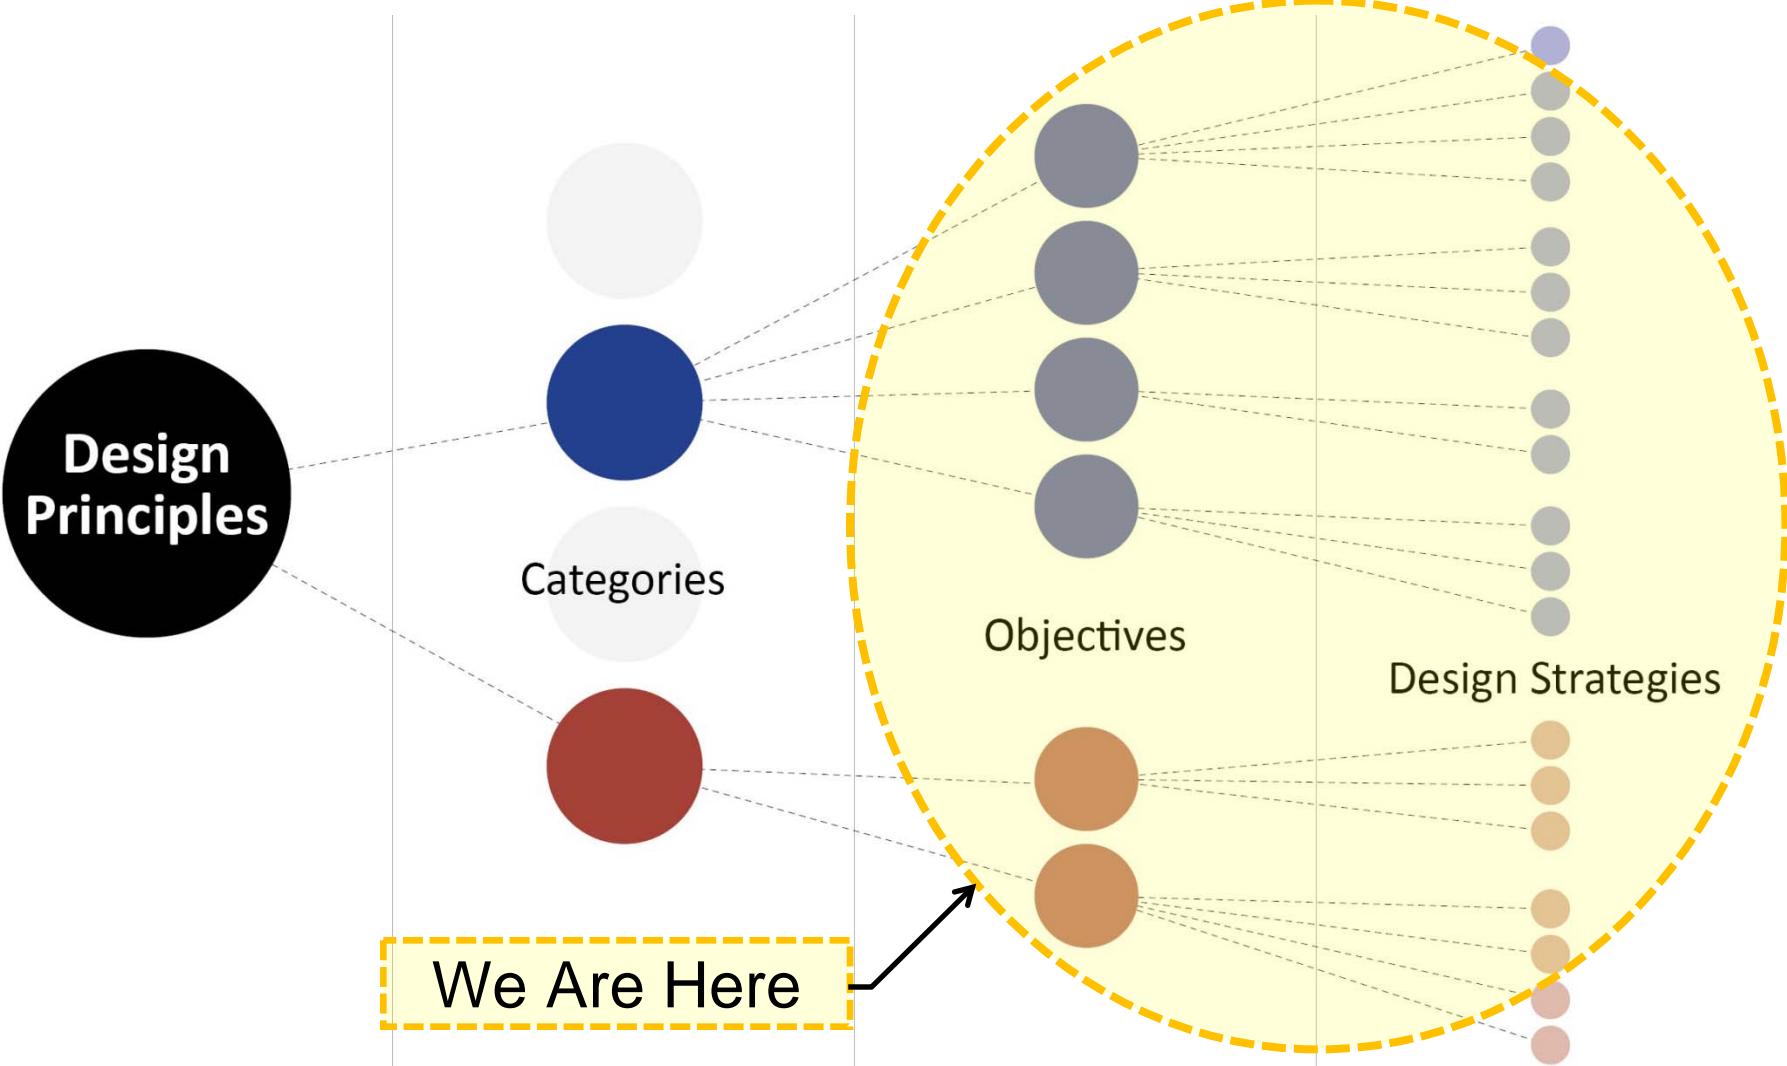 Design
Principles
Categories
Objectives
Design Strategies
We Are Here